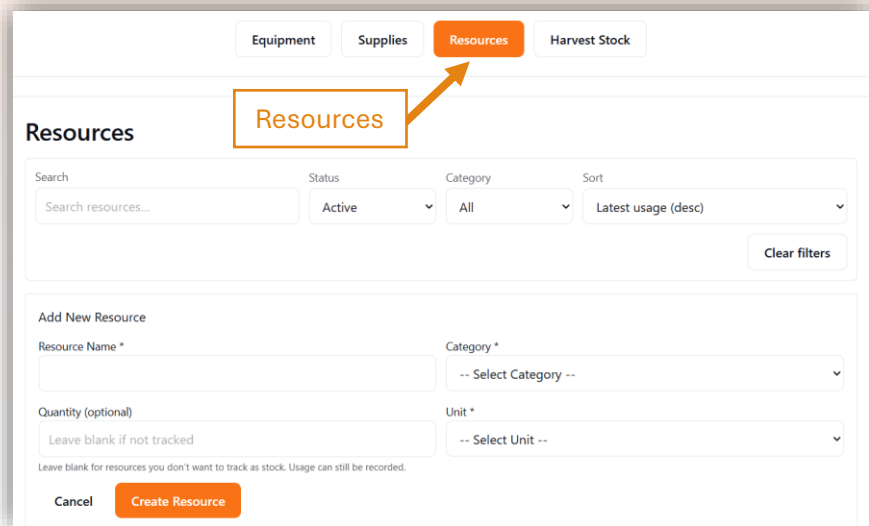 Equipment Supplies Resources Harvest Stock
Resources
Resources
Search Status Category Sort
Search resources... Active All Latest usage (desc)
Clear filters
Add New Resource
Resource Name * Category *
-- Select Category --
Quantity (optional) Unit *
Leave blank if not tracked -- Select Unit --
Leave blank for resources you don't want to track as stock. Usage can still be recorded.
Cancel Create Resource